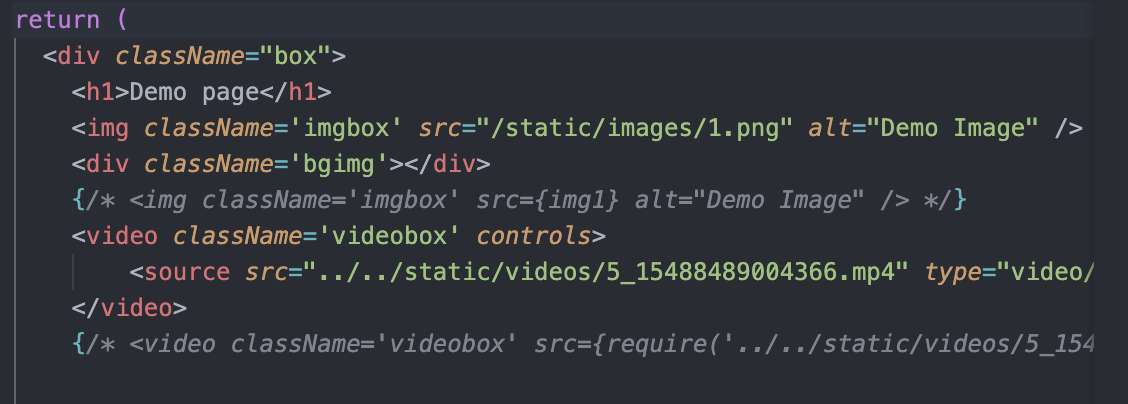 return (
<div className="box">
<h1>Demo page</h1>
<img className='imgbox' src="/static/images/1.png" alt="Demo Image" />
<div className='bgimg'></div>
{/* <img className='imgbox' src={img1} alt="Demo Image" /> */}
<video className='videobox' controls>
<source src="../../static/videos/5_15488489004366.mp4" type="video/
</video>
{/* <video className='videobox' src={require('../../static/videos/5_154